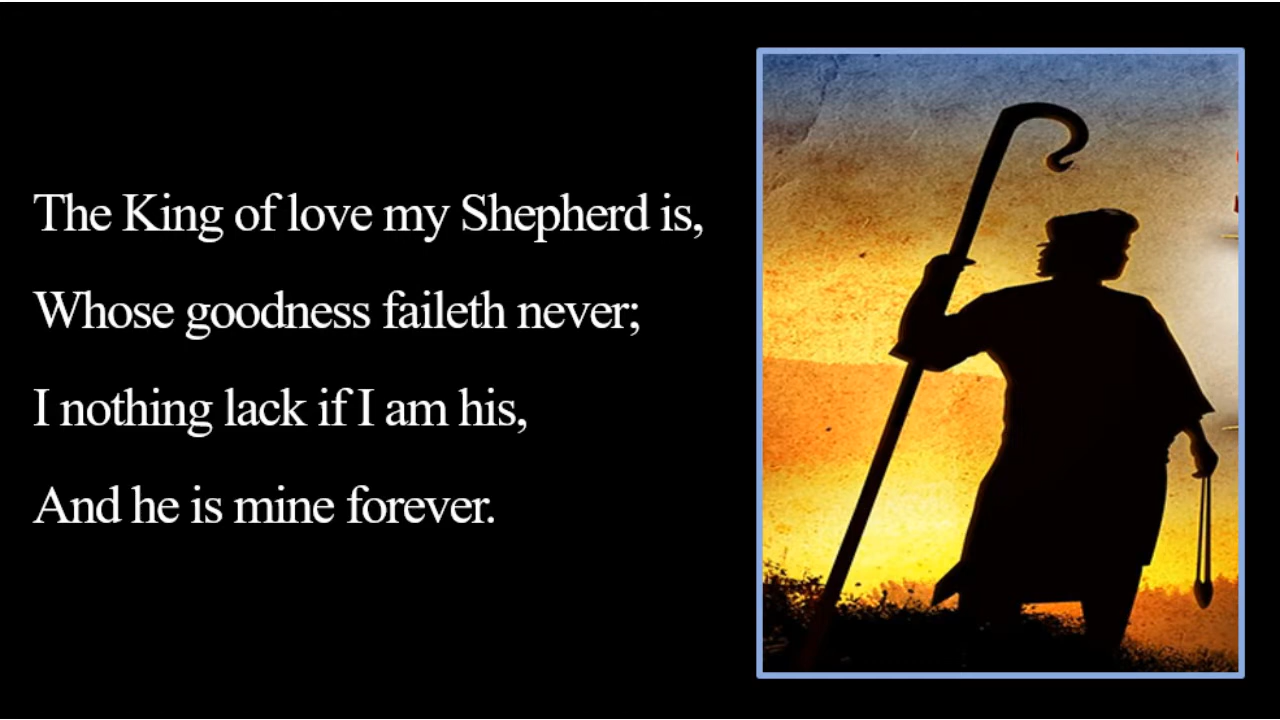 The King of love my Shepherd is,
Whose goodness faileth never;
I nothing lack if I am his,
And he is mine forever.